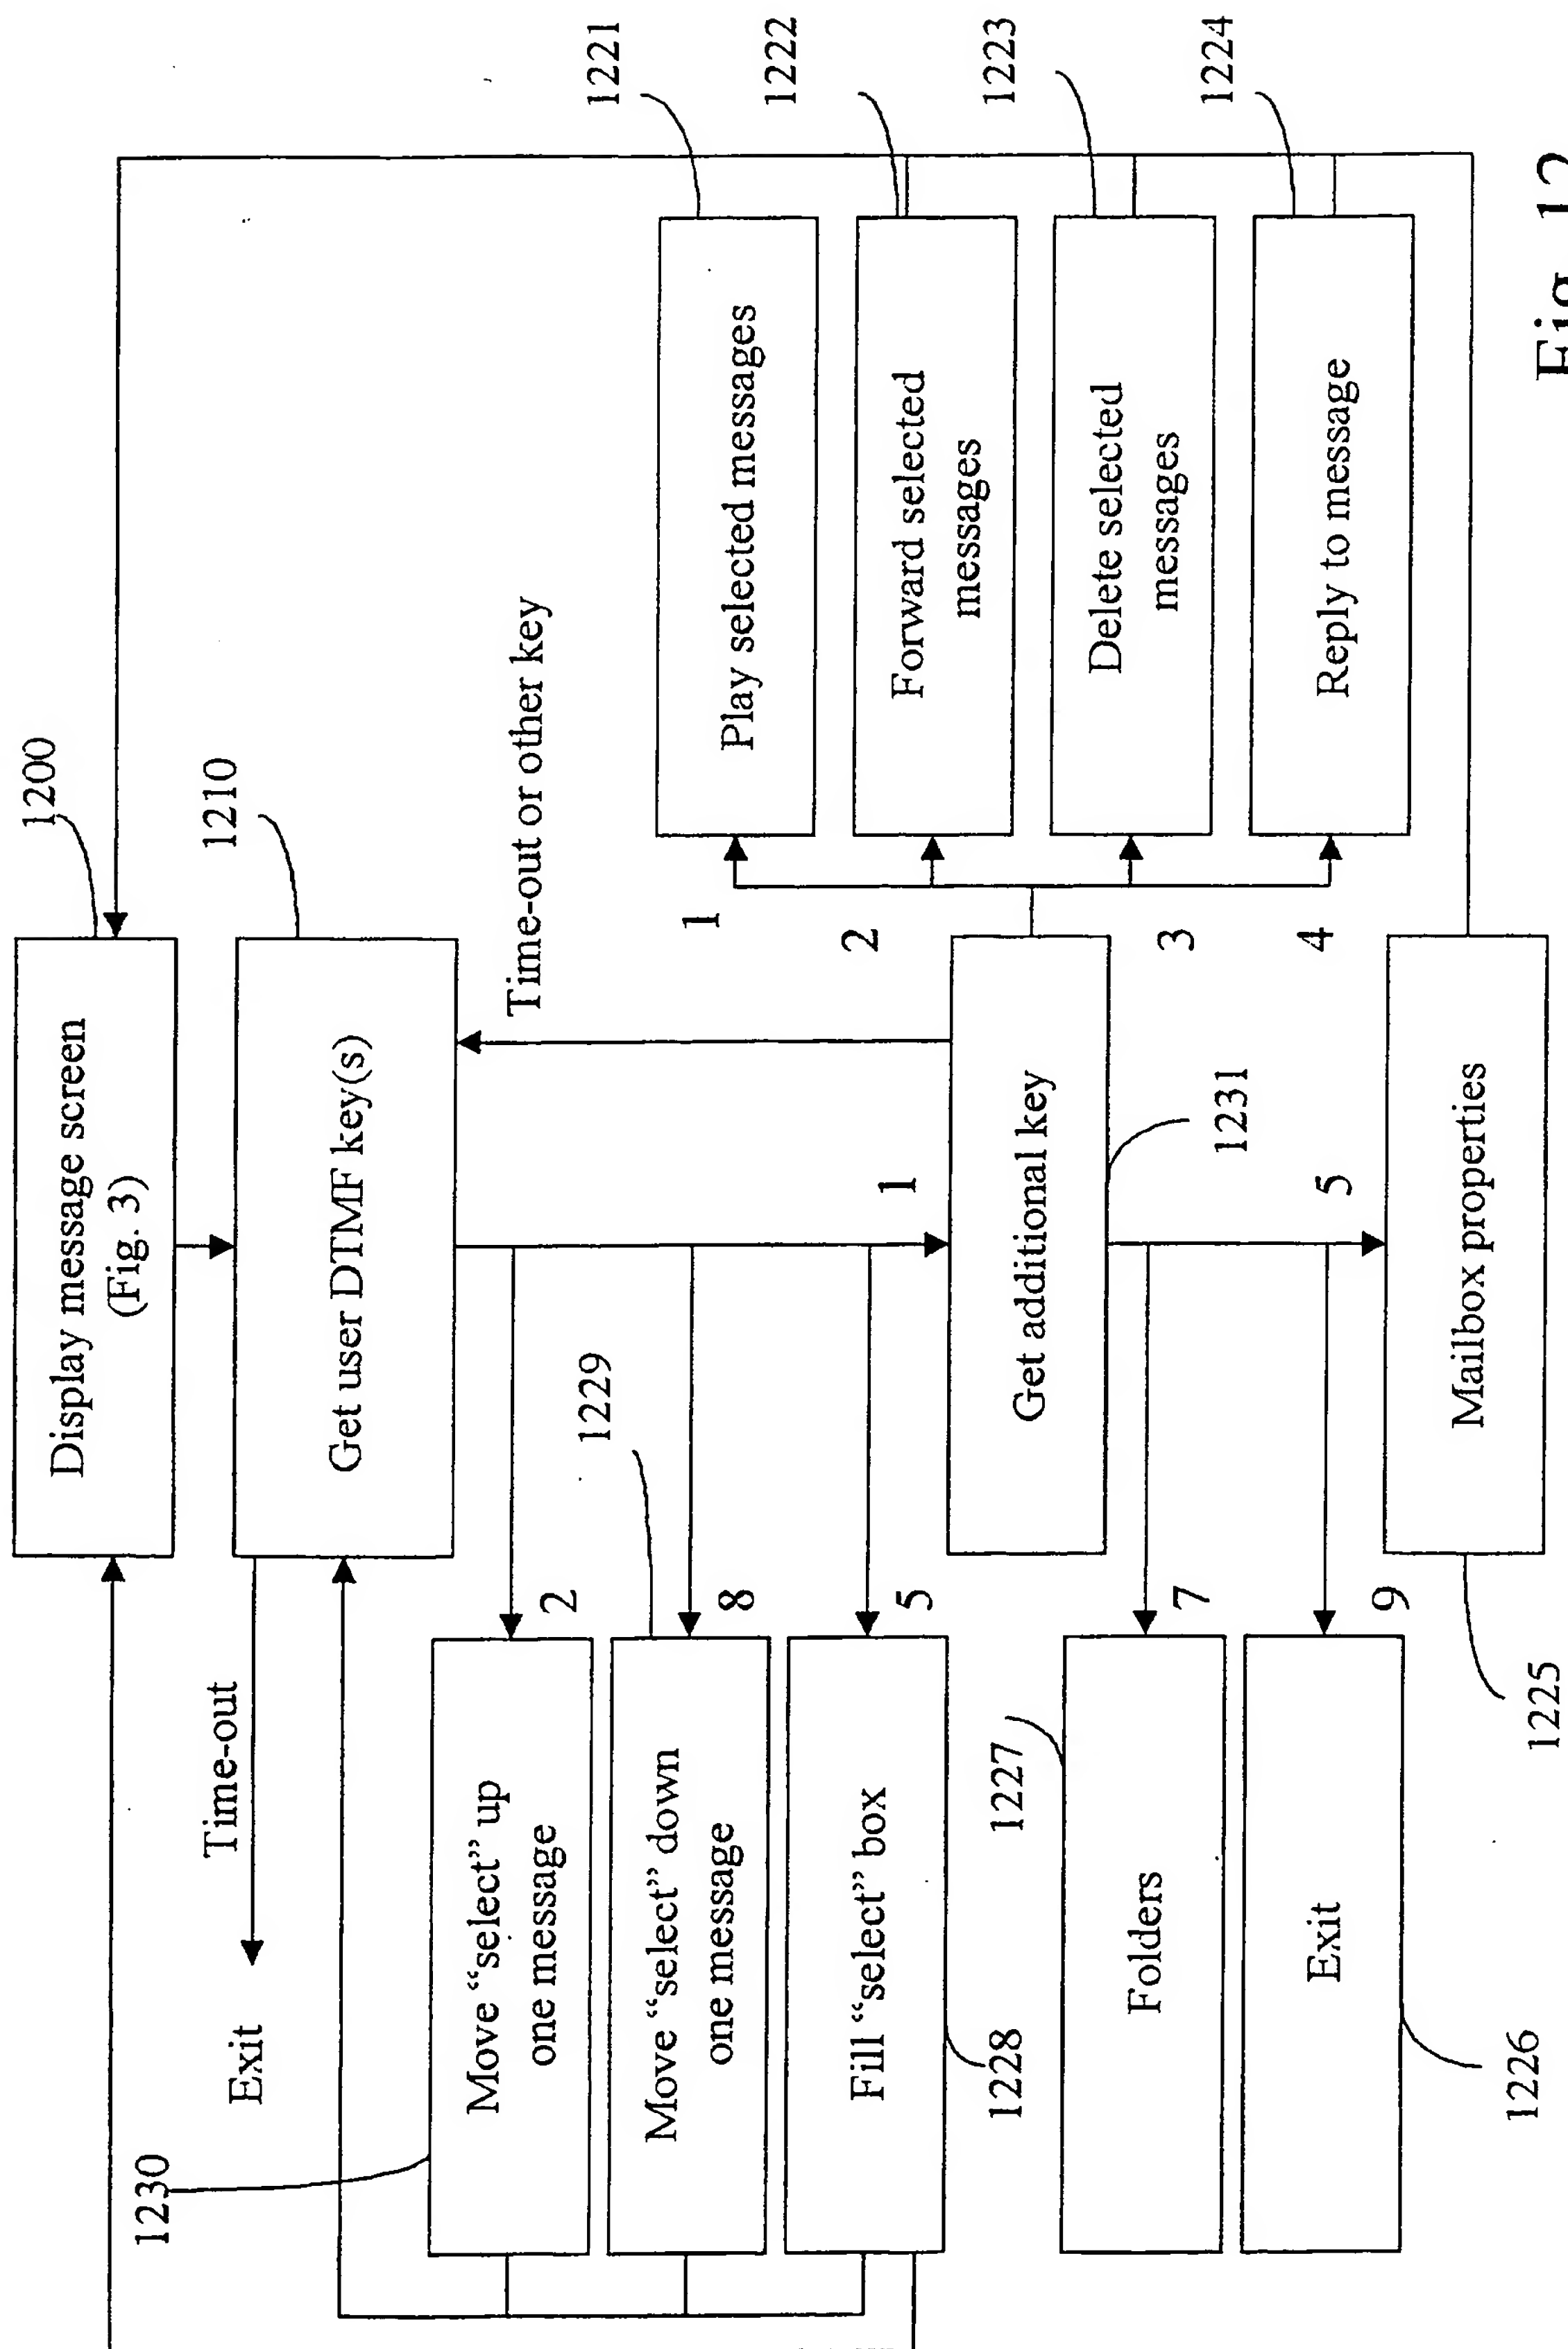 1200
Display message screen
(Fig. 3)
1210
Get user DTMF key(s)
Time-out
Exit
Time-out or other key
1230
Move “select” up
one message
2
1229
Move “select” down
one message
8
Fill “select” box
5
1228
1
Get additional key
1231
1
2
3
4
1221
Play selected messages
1222
Forward selected
messages
1223
Delete selected
messages
1224
Reply to message
1227
Folders
7
Exit
9
1226
5
Mailbox properties
1225
Fig. 12